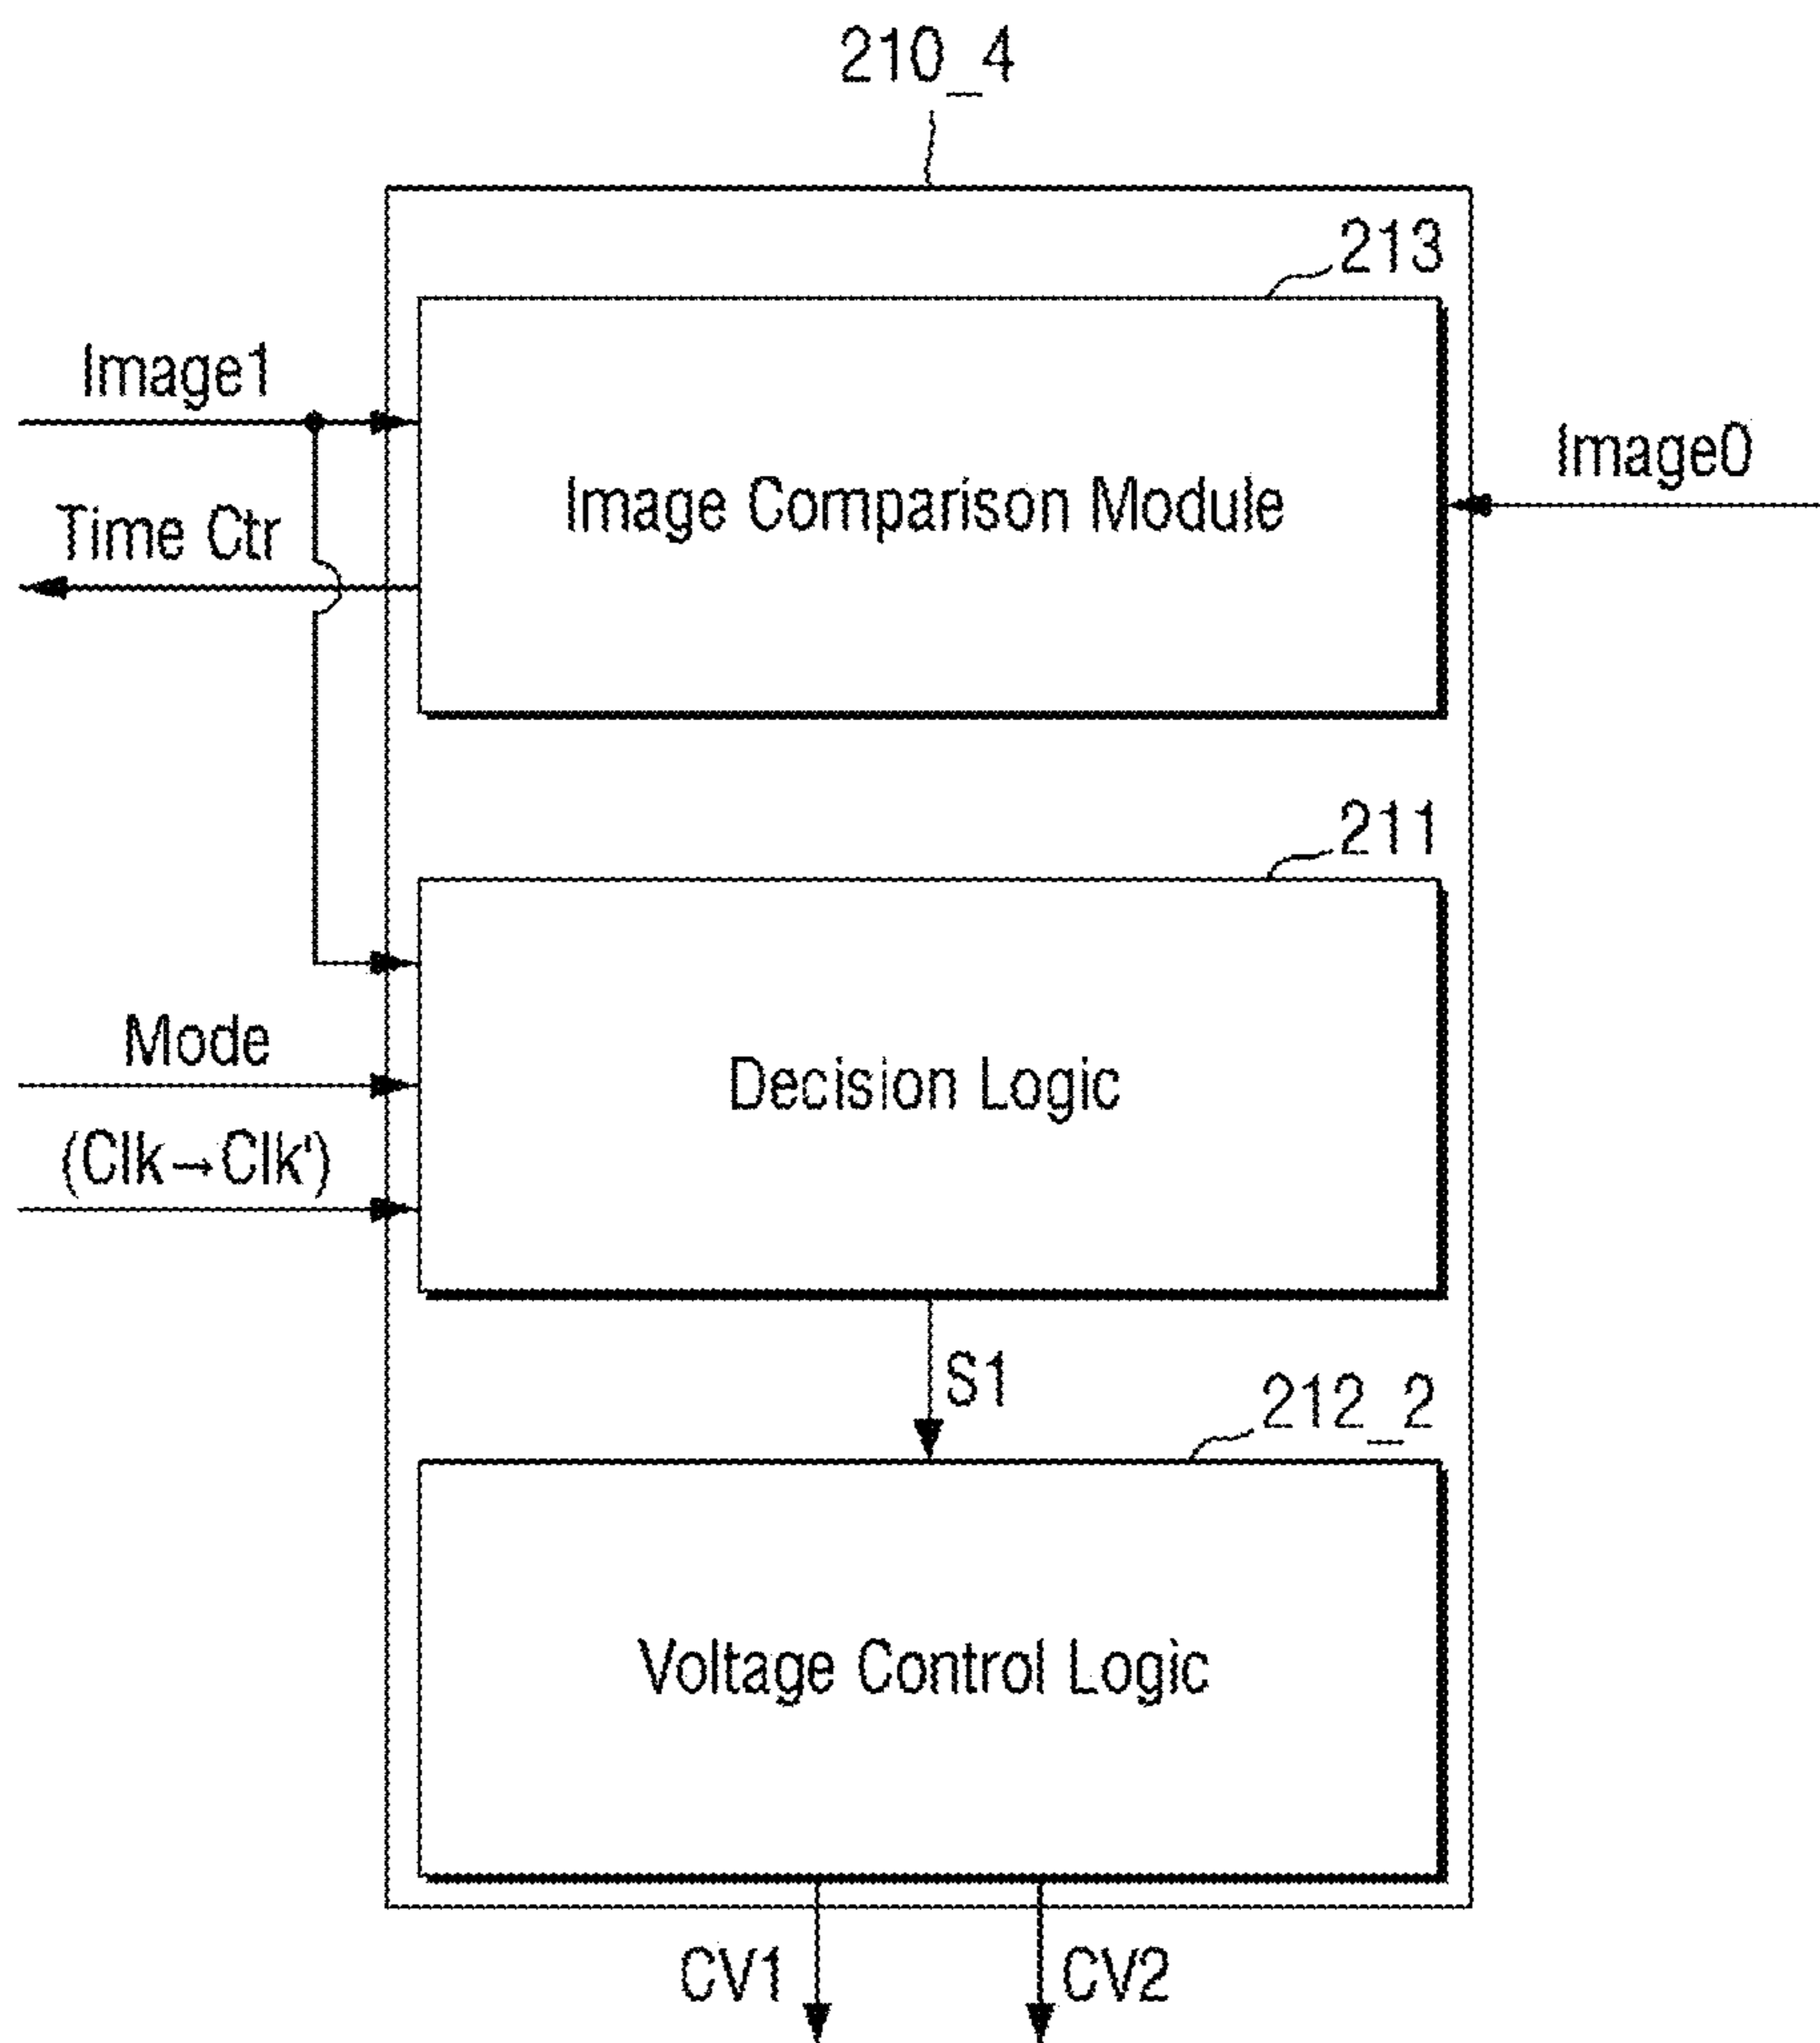 210_4
213
Image1
Image0
Image Comparison Module
Time Ctr
211
Mode
Decision Logic
(Clk→Clk')
S1
212_2
Voltage Control Logic
CV1
CV2